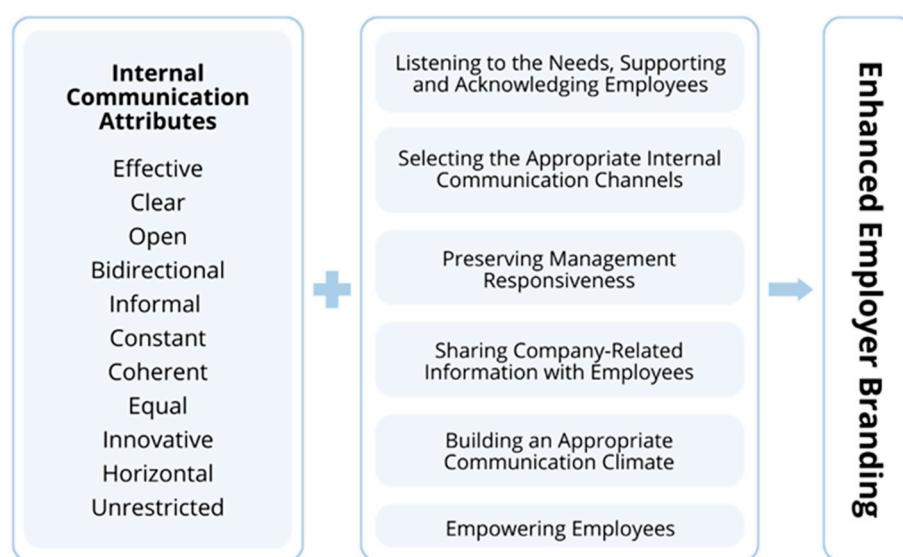 Internal
Communication
Attributes
Effective
Clear
Open
Bidirectional
Informal
Constant
Coherent
Equal
Innovative
Horizontal
Unrestricted
Listening to the Needs, Supporting
and Acknowledging Employees
Selecting the Appropriate Internal
Communication Channels
Preserving Management
Responsiveness
Sharing Company-Related
Information with Employees
Building an Appropriate
Communication Climate
Empowering Employees
Enhanced Employer Branding